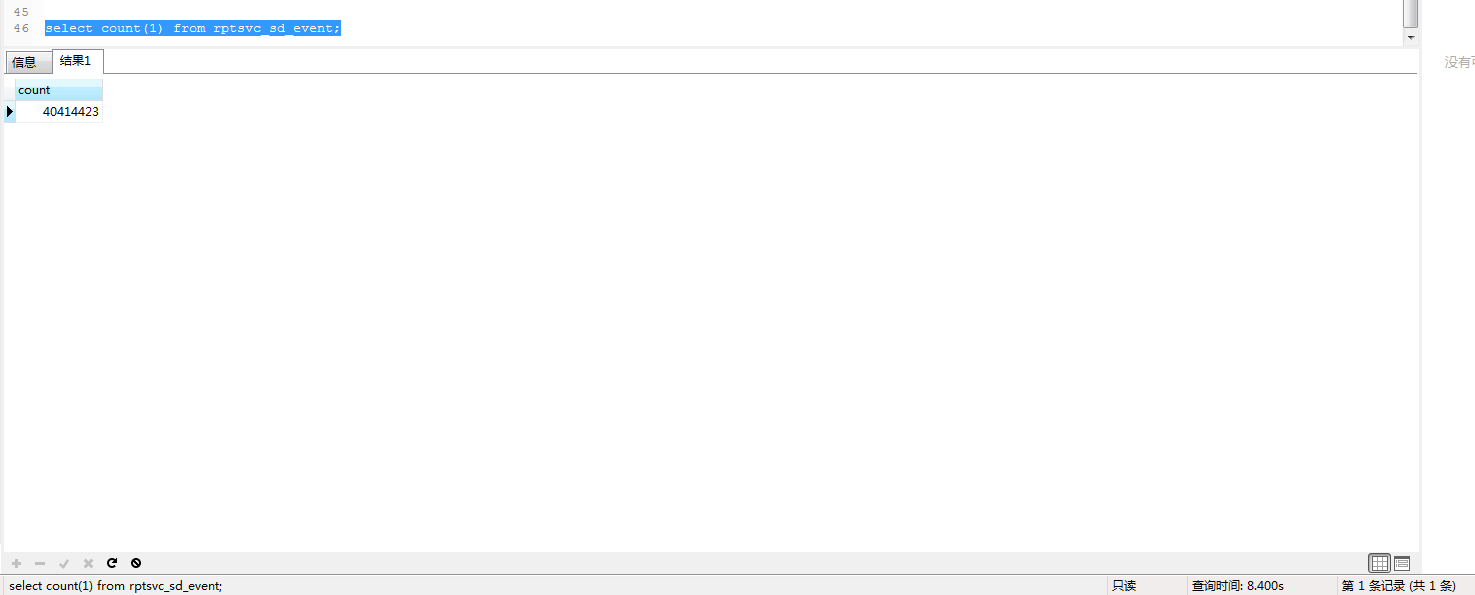 45
46 select count(1) from rptsvc_sd_event;
信息 结果1
没有
count
40414423
select count(1) from rptsvc_sd_event; 只读 查询时间: 8.400s 第 1 条记录 (共 1 条)